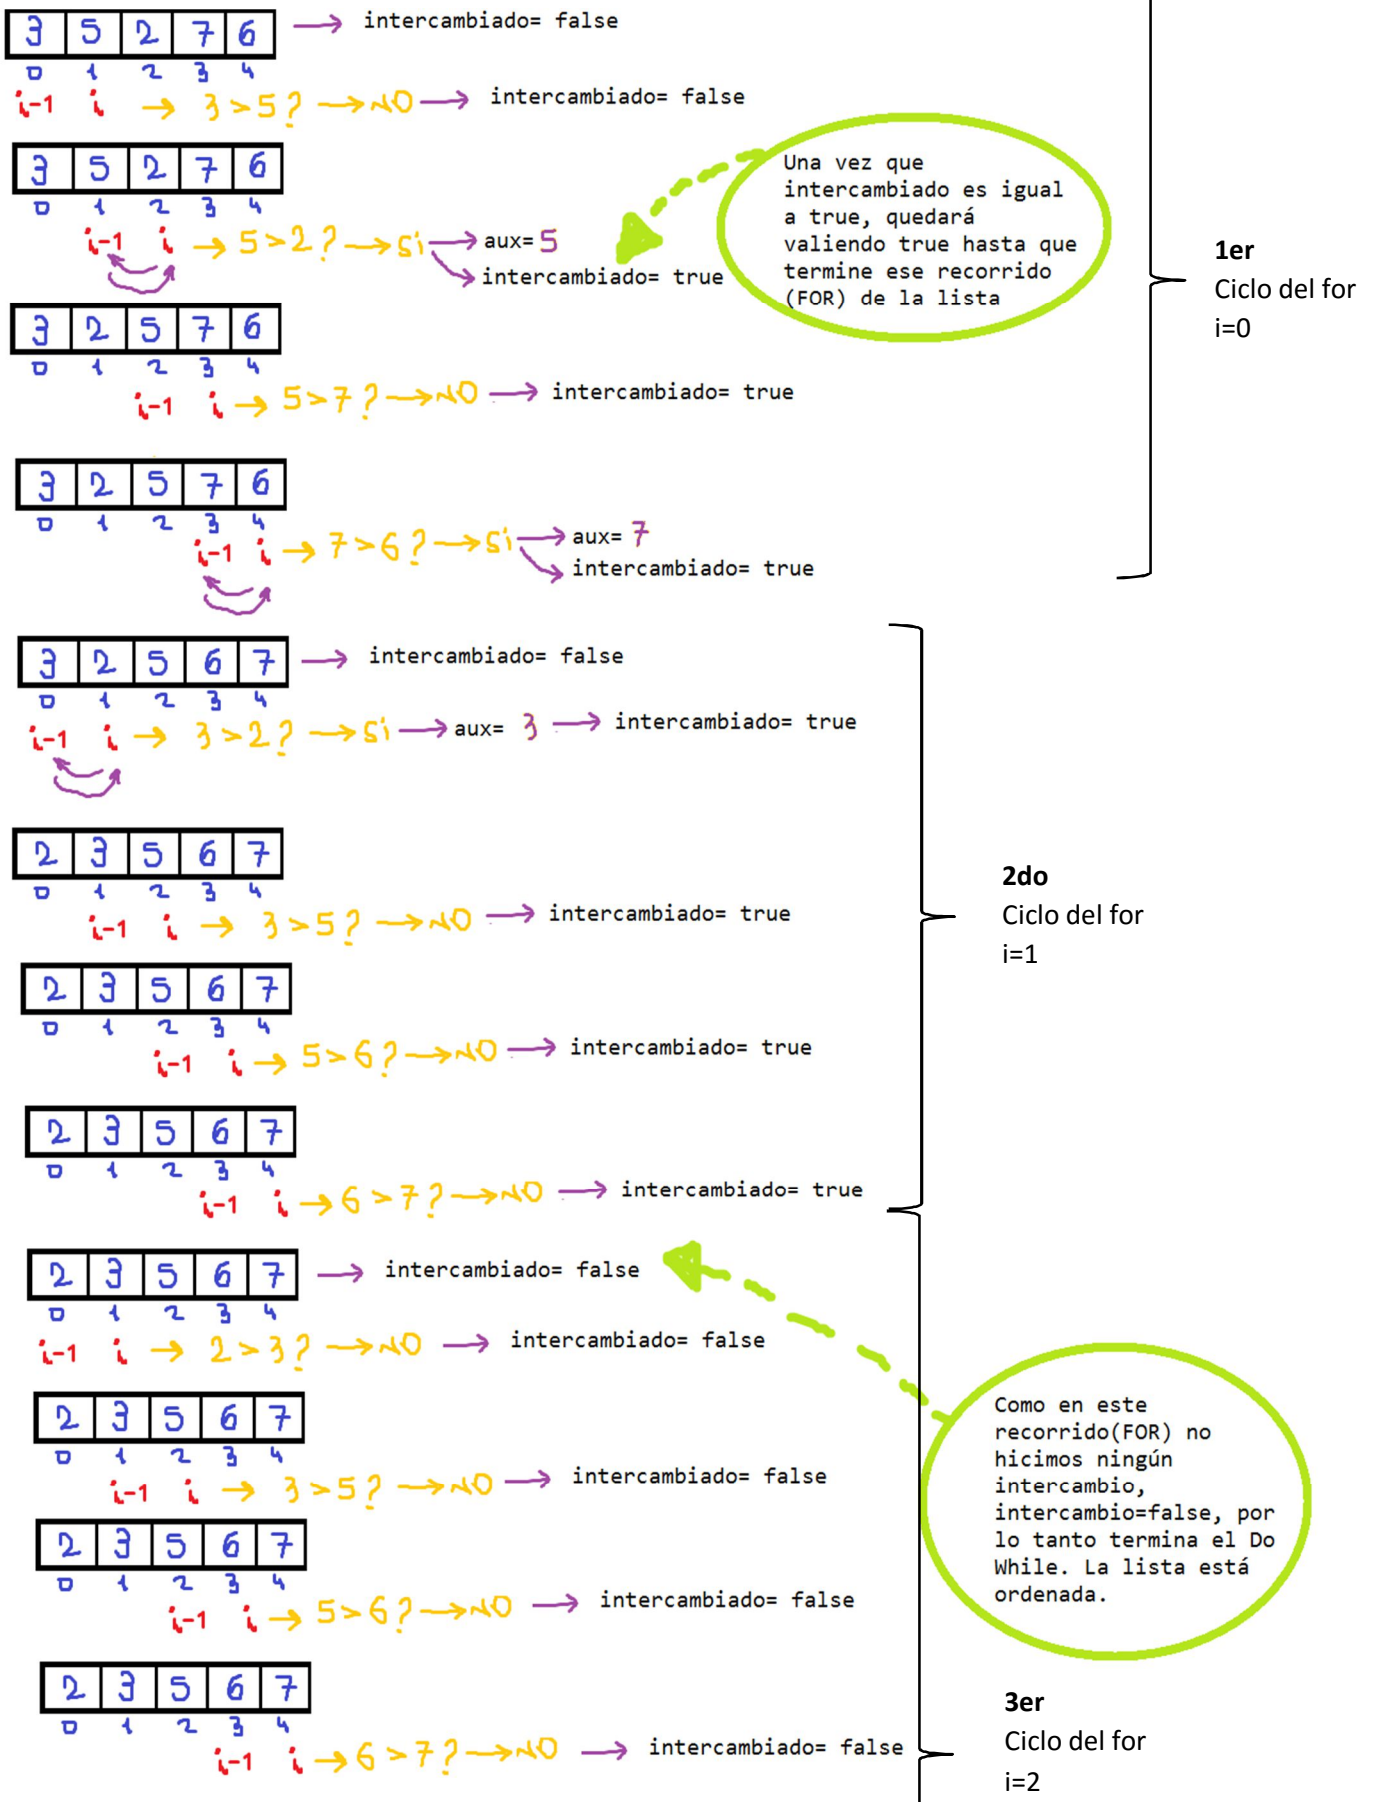 3 5 2 7 6 → intercambiado= false
0 1 2 3 4
i-1 i → 3 > 5 ? → NO → intercambiado= false
3 5 2 7 6
0 1 2 3 4
i-1 i → 5 > 2 ? → Si → aux= 5
→ intercambiado= true
Una vez que
intercambiado es igual
a true, quedará
valiendo true hasta que
termine ese recorrido
(FOR) de la lista
3 2 5 7 6
0 1 2 3 4
i-1 i → 5 > 7 ? → NO → intercambiado= true
3 2 5 7 6
0 1 2 3 4
i-1 i → 7 > 6 ? → Si → aux= 7
→ intercambiado= true
1er
Ciclo del for
i=0
3 2 5 6 7 → intercambiado= false
0 1 2 3 4
i-1 i → 3 > 2 ? → Si → aux= 3 → intercambiado= true
2 3 5 6 7
0 1 2 3 4
i-1 i → 3 > 5 ? → NO → intercambiado= true
2 3 5 6 7
0 1 2 3 4
i-1 i → 5 > 6 ? → NO → intercambiado= true
2 3 5 6 7
0 1 2 3 4
i-1 i → 6 > 7 ? → NO → intercambiado= true
2do
Ciclo del for
i=1
2 3 5 6 7 → intercambiado= false
0 1 2 3 4
i-1 i → 2 > 3 ? → NO → intercambiado= false
2 3 5 6 7
0 1 2 3 4
i-1 i → 3 > 5 ? → NO → intercambiado= false
2 3 5 6 7
0 1 2 3 4
i-1 i → 5 > 6 ? → NO → intercambiado= false
2 3 5 6 7
0 1 2 3 4
i-1 i → 6 > 7 ? → NO → intercambiado= false
Como en este
recorrido(FOR) no
hicimos ningún
intercambio,
intercambio=false, por
lo tanto termina el Do
While. La lista está
ordenada.
3er
Ciclo del for
i=2